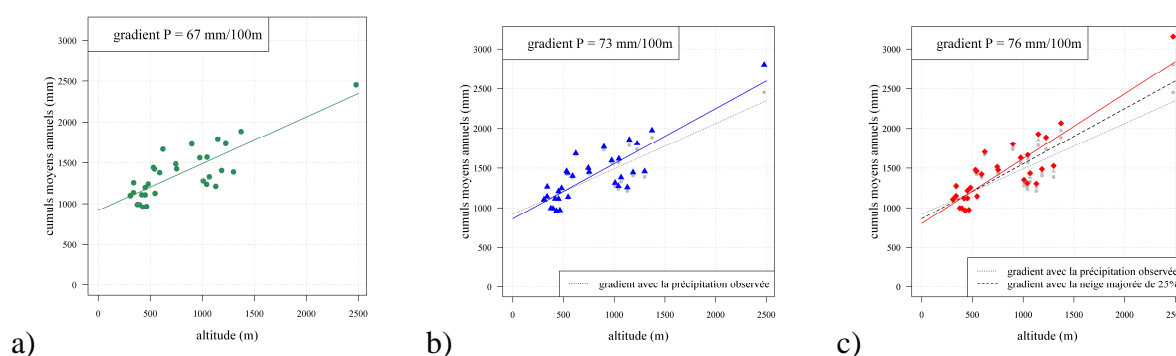 gradient P = 67 mm/100m
cumuls moyens annuels (mm)
3000
2500
2000
1500
1000
500
0
0 500 1000 1500 2000 2500
altitude (m)
a)
gradient P = 73 mm/100m
cumuls moyens annuels (mm)
3000
2500
2000
1500
1000
500
0
gradient avec la précipitation observée
0 500 1000 1500 2000 2500
altitude (m)
b)
gradient P = 76 mm/100m
cumuls moyens annuels (mm)
3000
2500
2000
1500
1000
500
0
gradient avec la précipitation observée
gradient avec la neige majorée de 25%
0 500 1000 1500 2000 2500
altitude (m)
c)